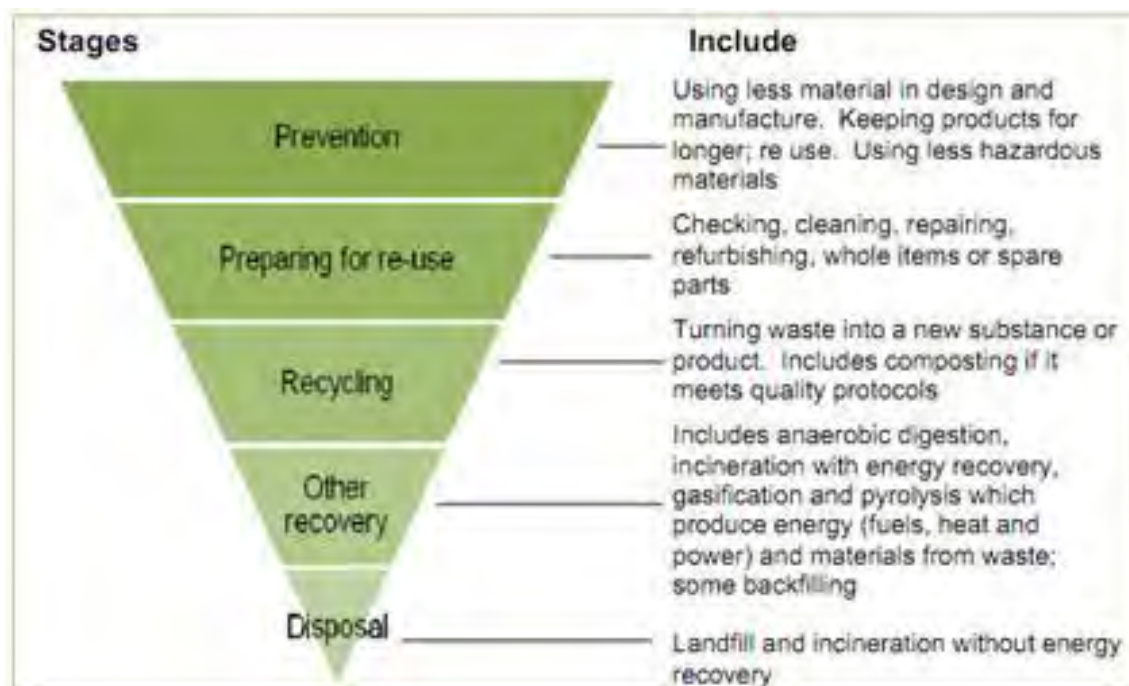 Stages
Include
Prevention
Using less material in design and
manufacture. Keeping products for
longer; re use. Using less hazardous
materials
Preparing for re-use
Checking, cleaning, repairing,
refurbishing, whole items or spare
parts
Recycling
Turning waste into a new substance or
product. Includes composting if it
meets quality protocols
Other
recovery
Includes anaerobic digestion,
incineration with energy recovery,
gasification and pyrolysis which
produce energy (fuels, heat and
power) and materials from waste;
some backfilling
Disposal
Landfill and incineration without energy
recovery